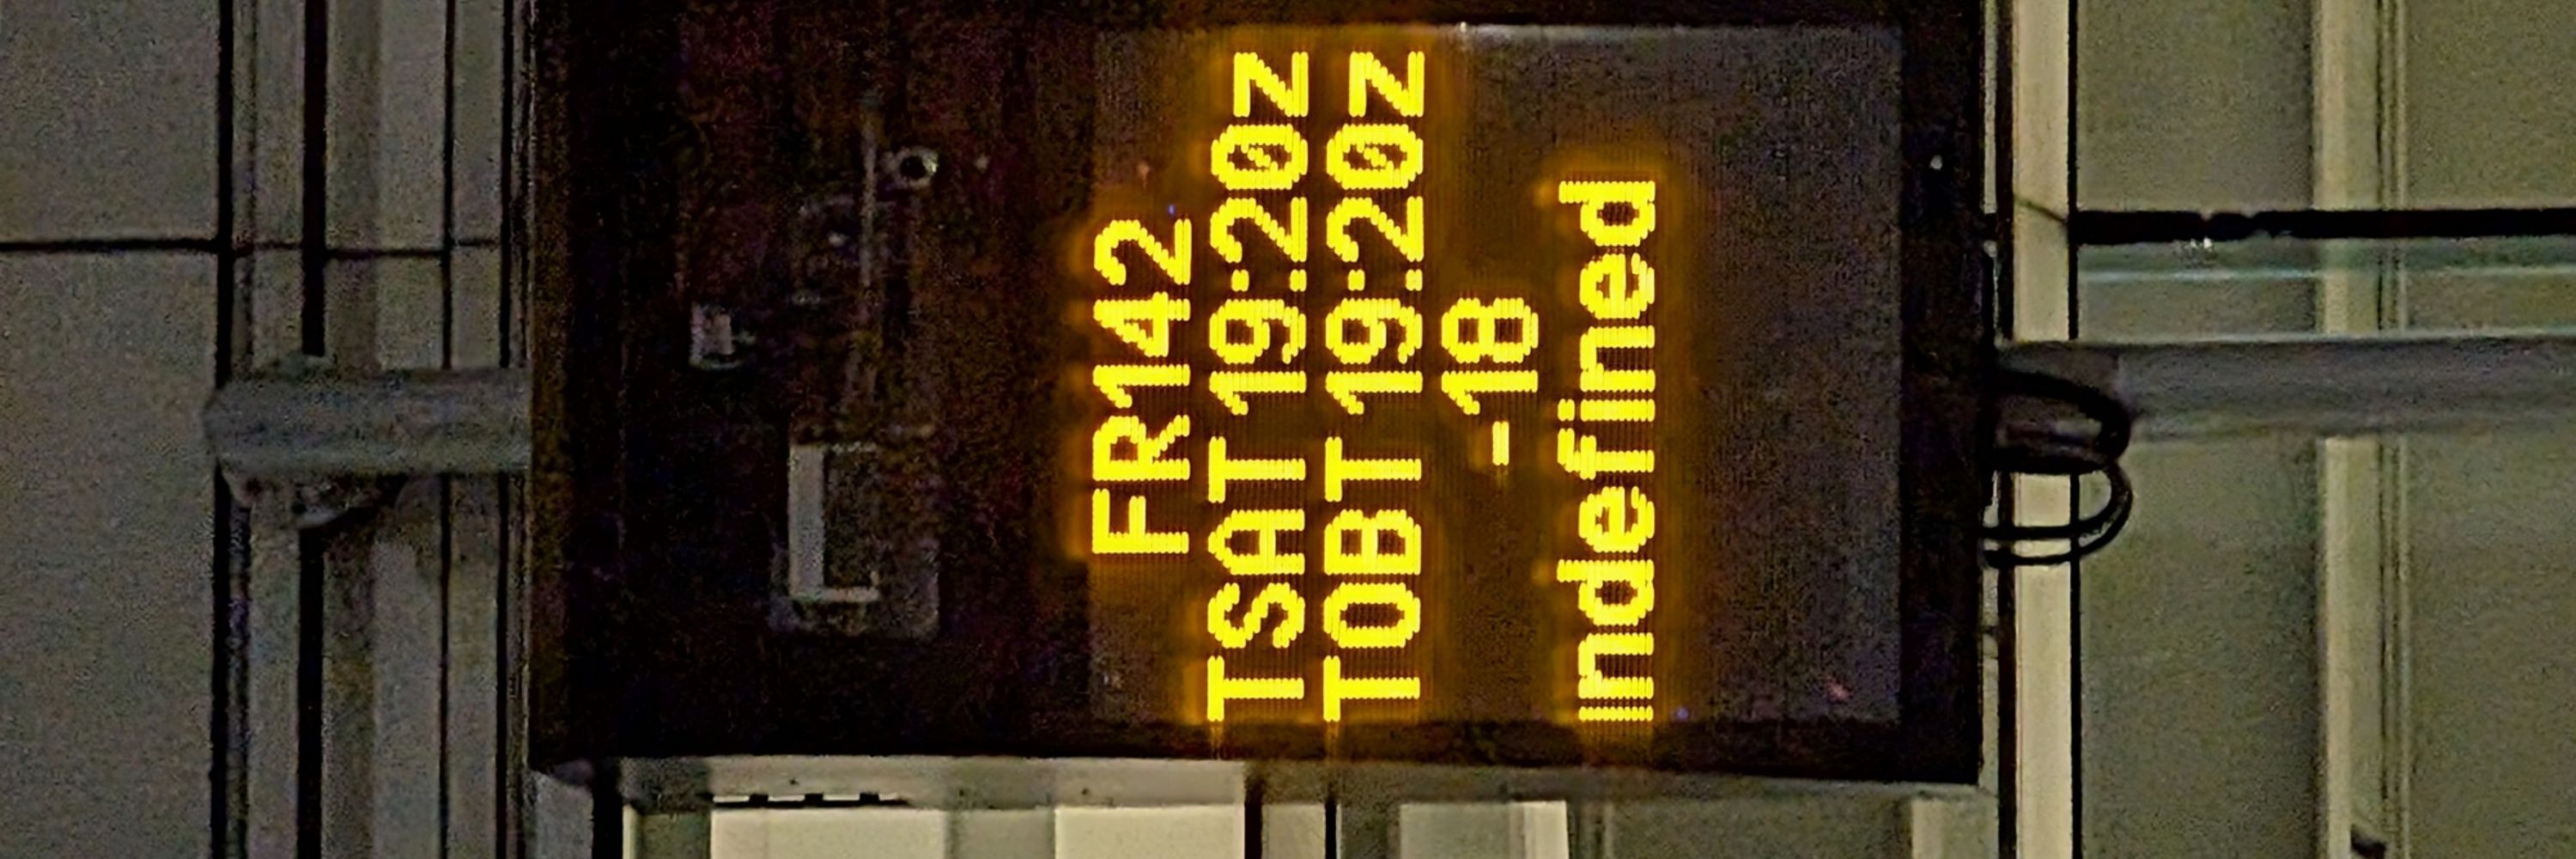 FR142
TSAT 19:20Z
TOBT 19:20Z
-18
indefined